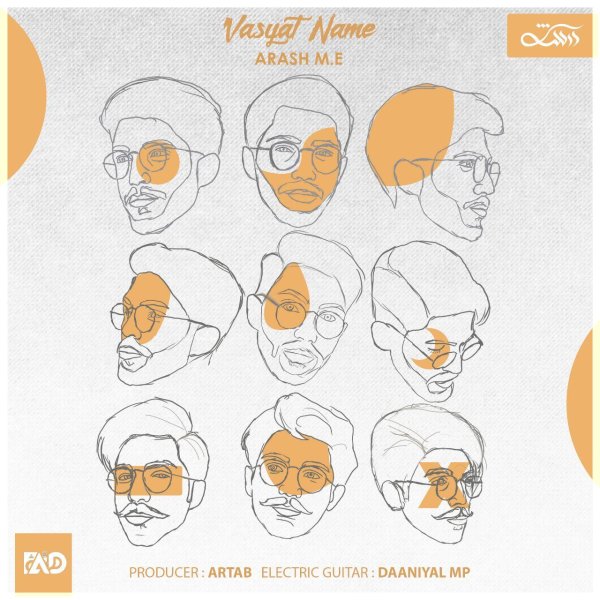 Vasyat Name
ARASH M.E
PRODUCER : ARTAB ELECTRIC GUITAR : DAANIYAL MP